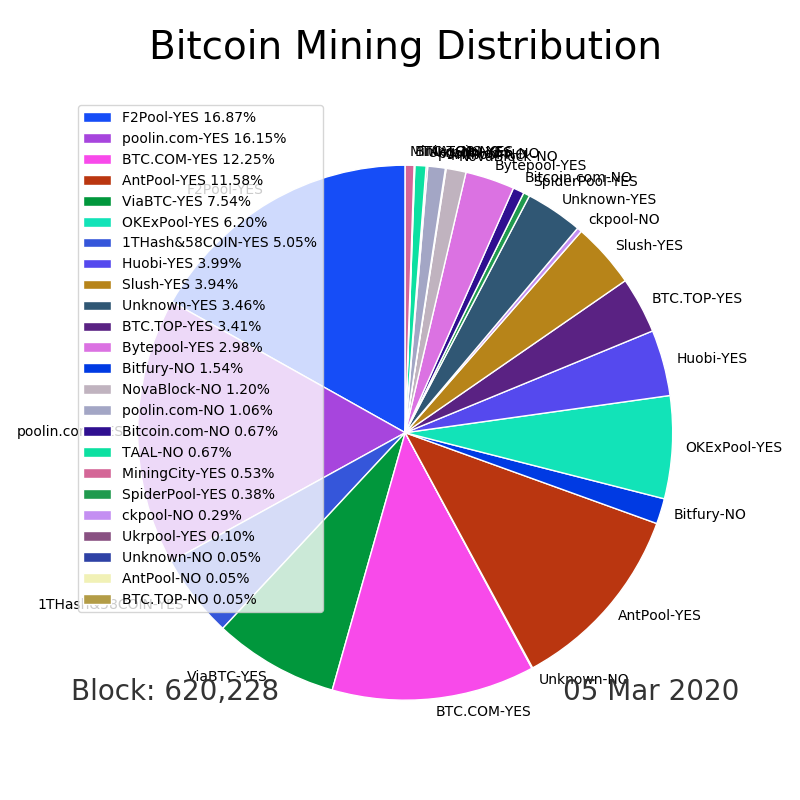 Bitcoin Mining Distribution
F2Pool-YES 16.87%
poolin.com-YES 16.15%
BTC.COM-YES 12.25%
AntPool-YES 11.58%
ViaBTC-YES 7.54%
OKExPool-YES 6.20%
1THash&58COIN-YES 5.05%
Huobi-YES 3.99%
Slush-YES 3.94%
Unknown-YES 3.46%
BTC.TOP-YES 3.41%
Bytepool-YES 2.98%
Bitfury-NO 1.54%
NovaBlock-NO 1.20%
poolin.com-NO 1.06%
Bitcoin.com-NO 0.67%
TAAL-NO 0.67%
MiningCity-YES 0.53%
SpiderPool-YES 0.38%
ckpool-NO 0.29%
Ukrpool-YES 0.10%
Unknown-NO 0.05%
AntPool-NO 0.05%
BTC.TOP-NO 0.05%
NovaBlock-NO
Bytepool-YES
Bitcoin.com-NO
SpiderPool-YES
Unknown-YES
ckpool-NO
Slush-YES
BTC.TOP-YES
Huobi-YES
OKExPool-YES
Bitfury-NO
AntPool-YES
Unknown-NO
BTC.COM-YES
ViaBTC-YES
1THash&58COIN-YES
F2Pool-YES
Block: 620,228
05 Mar 2020